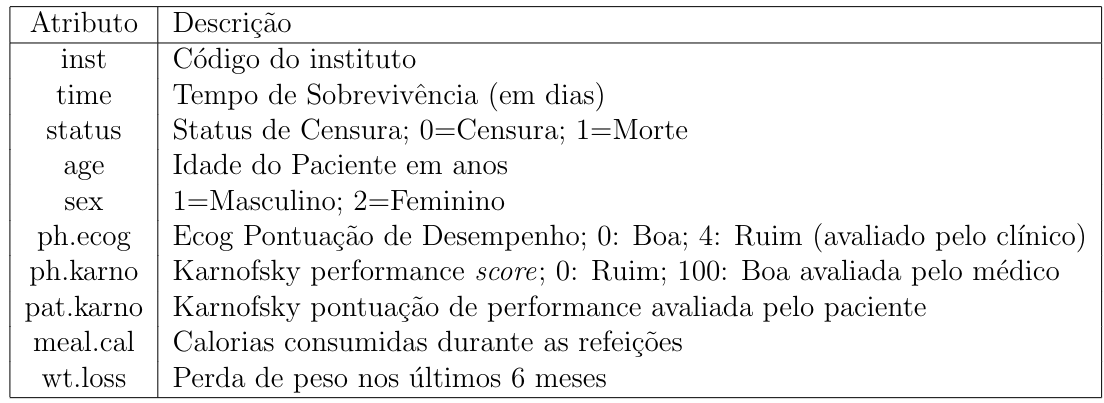 Atributo Descrição
inst Código do instituto
time Tempo de Sobrevivência (em dias)
status Status de Censura; 0=Censura; 1=Morte
age Idade do Paciente em anos
sex 1=Masculino; 2=Feminino
ph.ecog Ecog Pontuação de Desempenho; 0: Boa; 4: Ruim (avaliado pelo clínico)
ph.karno Karnofsky performance score; 0: Ruim; 100: Boa avaliada pelo médico
pat.karno Karnofsky pontuação de performance avaliada pelo paciente
meal.cal Calorias consumidas durante as refeições
wt.loss Perda de peso nos últimos 6 meses